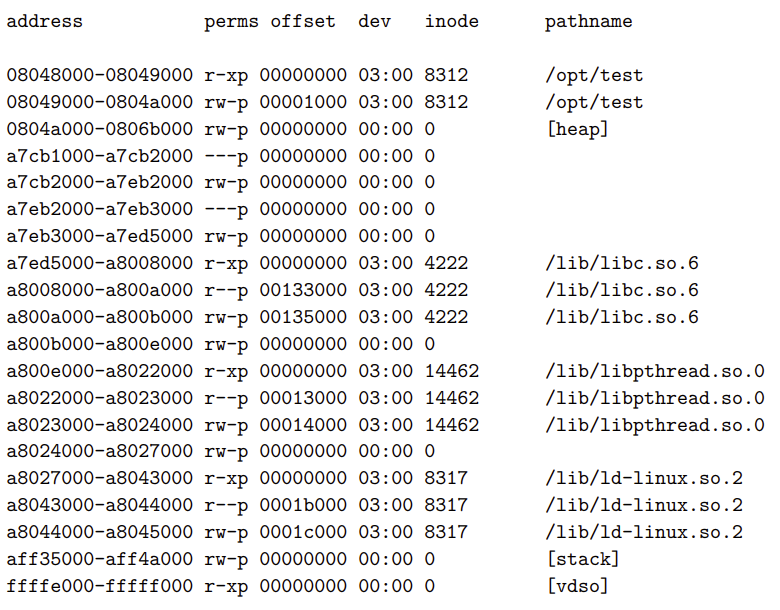 address perms offset dev inode pathname
08048000-08049000 r-xp 00000000 03:00 8312 /opt/test
08049000-0804a000 rw-p 00001000 03:00 8312 /opt/test
0804a000-0806b000 rw-p 00000000 00:00 0 [heap]
a7cb1000-a7cb2000 ---p 00000000 00:00 0
a7cb2000-a7eb2000 rw-p 00000000 00:00 0
a7eb2000-a7eb3000 ---p 00000000 00:00 0
a7eb3000-a7ed5000 rw-p 00000000 00:00 0
a7ed5000-a8008000 r-xp 00000000 03:00 4222 /lib/libc.so.6
a8008000-a800a000 r--p 00133000 03:00 4222 /lib/libc.so.6
a800a000-a800b000 rw-p 00135000 03:00 4222 /lib/libc.so.6
a800b000-a800e000 rw-p 00000000 00:00 0
a800e000-a8022000 r-xp 00000000 03:00 14462 /lib/libpthread.so.0
a8022000-a8023000 r--p 00013000 03:00 14462 /lib/libpthread.so.0
a8023000-a8024000 rw-p 00014000 03:00 14462 /lib/libpthread.so.0
a8024000-a8027000 rw-p 00000000 00:00 0
a8027000-a8043000 r-xp 00000000 03:00 8317 /lib/ld-linux.so.2
a8043000-a8044000 r--p 0001b000 03:00 8317 /lib/ld-linux.so.2
a8044000-a8045000 rw-p 0001c000 03:00 8317 /lib/ld-linux.so.2
aff35000-aff4a000 rw-p 00000000 00:00 0 [stack]
ffffe000-fffff000 r-xp 00000000 00:00 0 [vdso]